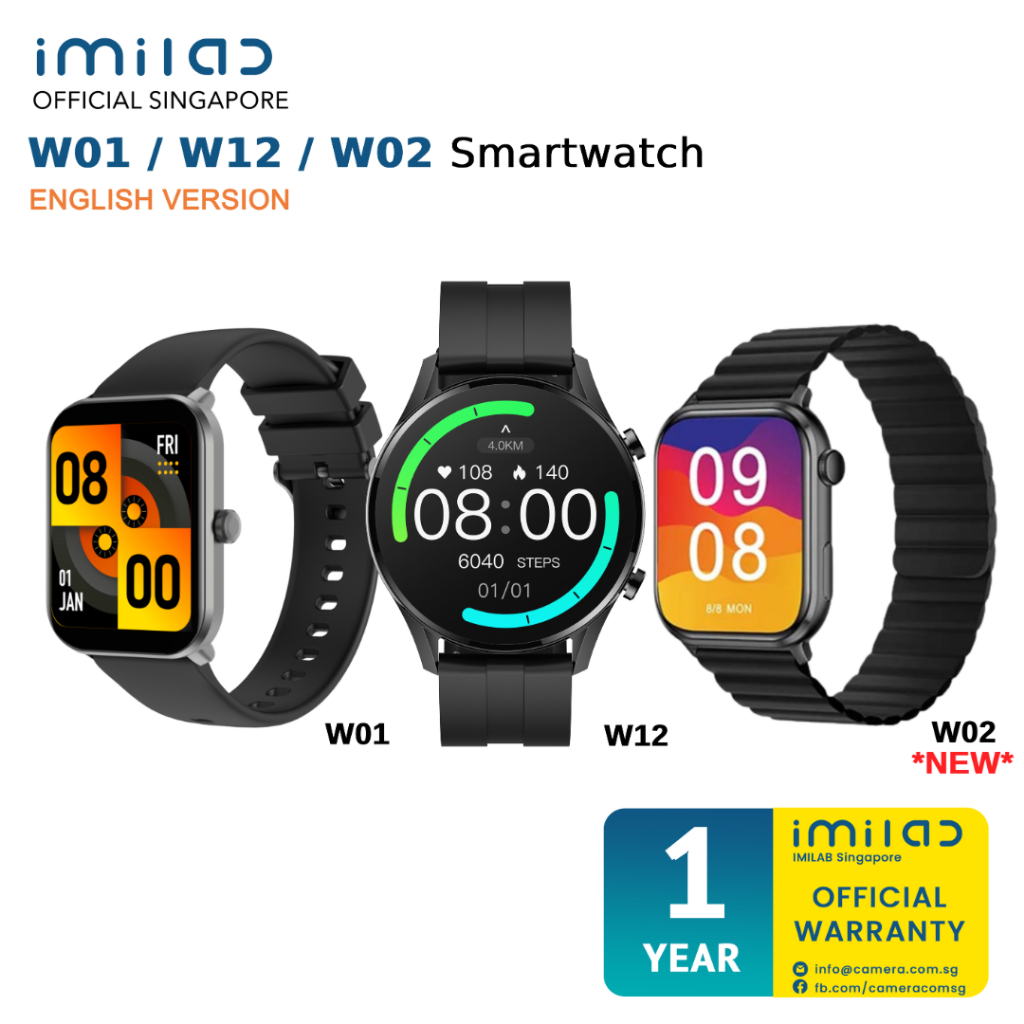 imilab
OFFICIAL SINGAPORE
W01 / W12 / W02 Smartwatch
ENGLISH VERSION
08
FRI
01
JAN
00
4.0KM
108 140
08:00
6040 STEPS
01/01
09
08
8/8 MON
W01
W12
W02
*NEW*
1
YEAR
imilab
IMILAB Singapore
OFFICIAL
WARRANTY
info@camera.com.sg
fb.com/cameracomsg